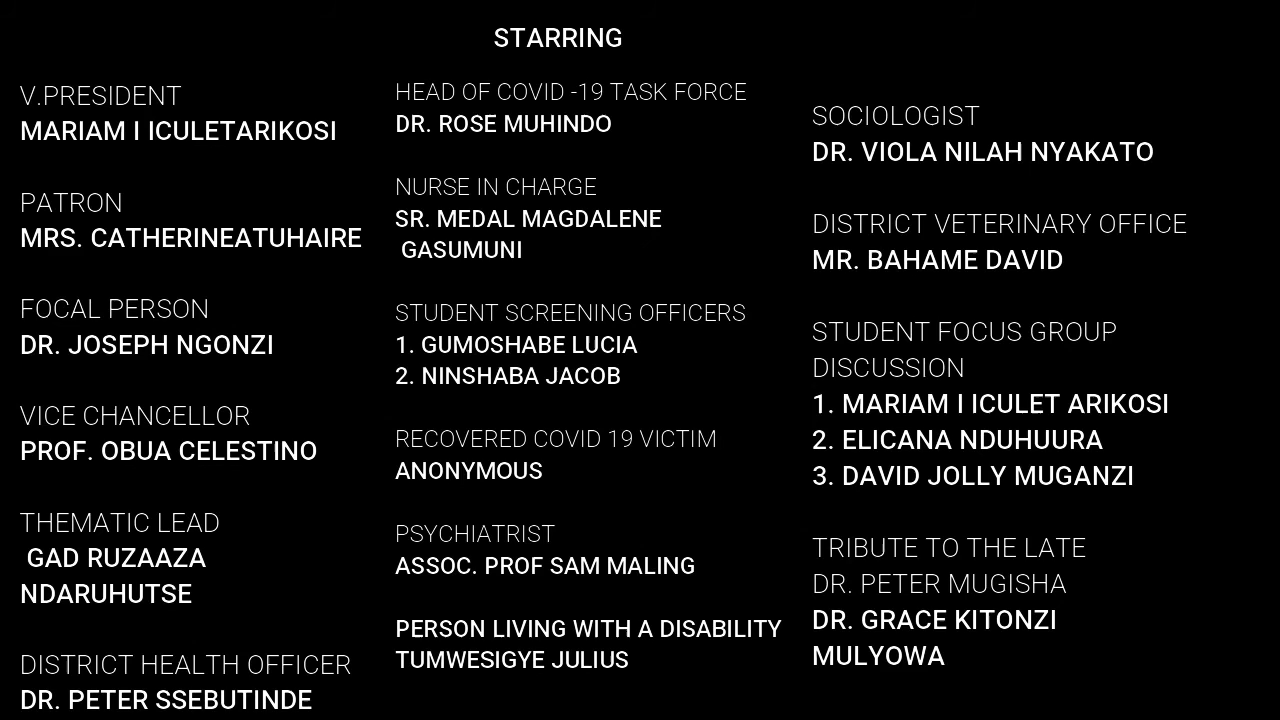 STARRING
V.PRESIDENT
MARIAM I ICULETARIKOSI
PATRON
MRS. CATHERINEATUHAIRE
FOCAL PERSON
DR. JOSEPH NGONZI
VICE CHANCELLOR
PROF. OBUA CELESTINO
THEMATIC LEAD
GAD RUZAAZA
NDARUHUTSE
DISTRICT HEALTH OFFICER
DR. PETER SSEBUTINDE
HEAD OF COVID -19 TASK FORCE
DR. ROSE MUHINDO
NURSE IN CHARGE
SR. MEDAL MAGDALENE
GASUMUNI
STUDENT SCREENING OFFICERS
1. GUMOSHABE LUCIA
2. NINSHABA JACOB
RECOVERED COVID 19 VICTIM
ANONYMOUS
PSYCHIATRIST
ASSOC. PROF SAM MALING
PERSON LIVING WITH A DISABILITY
TUMWESIGYE JULIUS
SOCIOLOGIST
DR. VIOLA NILAH NYAKATO
DISTRICT VETERINARY OFFICE
MR. BAHAME DAVID
STUDENT FOCUS GROUP
DISCUSSION
1. MARIAM I ICULET ARIKOSI
2. ELICANA NDUHUURA
3. DAVID JOLLY MUGANZI
TRIBUTE TO THE LATE
DR. PETER MUGISHA
DR. GRACE KITONZI
MULYOWA